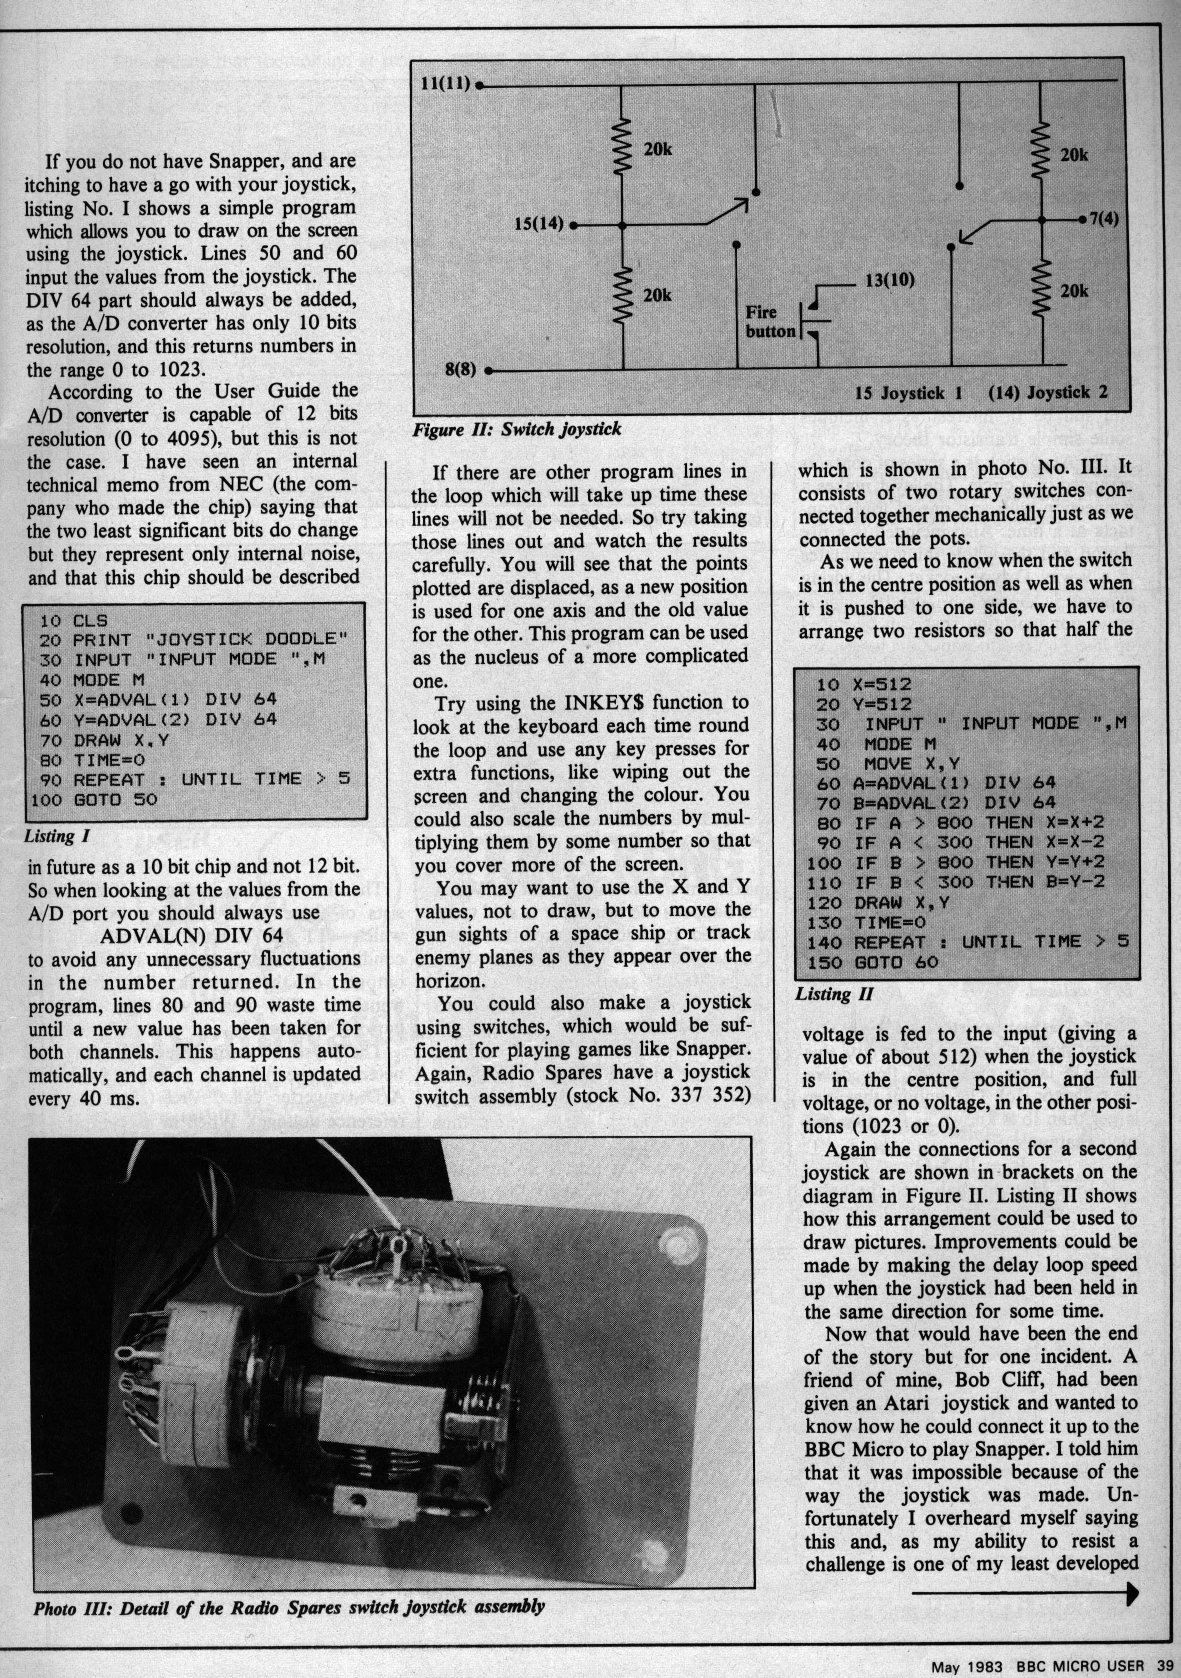 11(11)
20k
20k
15(14)
7(4)
20k
13(10)
20k
Fire
button
8(8)
15 Joystick 1 (14) Joystick 2
Figure II: Switch joystick
If you do not have Snapper, and are
itching to have a go with your joystick,
listing No. I shows a simple program
which allows you to draw on the screen
using the joystick. Lines 50 and 60
input the values from the joystick. The
DIV 64 part should always be added,
as the A/D converter has only 10 bits
resolution, and this returns numbers in
the range 0 to 1023.
According to the User Guide the
A/D converter is capable of 12 bits
resolution (0 to 4095), but this is not
the case. I have seen an internal
technical memo from NEC (the com-
pany who made the chip) saying that
the two least significant bits do change
but they represent only internal noise,
and that this chip should be described
10 CLS
20 PRINT "JOYSTICK DOODLE"
30 INPUT "INPUT MODE ",M
40 MODE M
50 X=ADVAL(1) DIV 64
60 Y=ADVAL(2) DIV 64
70 DRAW X,Y
80 TIME=0
90 REPEAT : UNTIL TIME > 5
100 GOTO 50
Listing I
in future as a 10 bit chip and not 12 bit.
So when looking at the values from the
A/D port you should always use
ADVAL(N) DIV 64
to avoid any unnecessary fluctuations
in the number returned. In the
program, lines 80 and 90 waste time
until a new value has been taken for
both channels. This happens auto-
matically, and each channel is updated
every 40 ms.
If there are other program lines in
the loop which will take up time these
lines will not be needed. So try taking
those lines out and watch the results
carefully. You will see that the points
plotted are displaced, as a new position
is used for one axis and the old value
for the other. This program can be used
as the nucleus of a more complicated
one.
Try using the INKEY$ function to
look at the keyboard each time round
the loop and use any key presses for
extra functions, like wiping out the
screen and changing the colour. You
could also scale the numbers by mul-
tiplying them by some number so that
you cover more of the screen.
You may want to use the X and Y
values, not to draw, but to move the
gun sights of a space ship or track
enemy planes as they appear over the
horizon.
You could also make a joystick
using switches, which would be suf-
ficient for playing games like Snapper.
Again, Radio Spares have a joystick
switch assembly (stock No. 337 352)
which is shown in photo No. III. It
consists of two rotary switches con-
nected together mechanically just as we
connected the pots.
As we need to know when the switch
is in the centre position as well as when
it is pushed to one side, we have to
arrange two resistors so that half the
10 X=512
20 Y=512
30 INPUT " INPUT MODE ",M
40 MODE M
50 MOVE X,Y
60 A=ADVAL(1) DIV 64
70 B=ADVAL(2) DIV 64
80 IF A > 800 THEN X=X+2
90 IF A < 300 THEN X=X-2
100 IF B > 800 THEN Y=Y+2
110 IF B < 300 THEN B=Y-2
120 DRAW X,Y
130 TIME=0
140 REPEAT : UNTIL TIME > 5
150 GOTO 60
Listing II
voltage is fed to the input (giving a
value of about 512) when the joystick
is in the centre position, and full
voltage, or no voltage, in the other posi-
tions (1023 or 0).
Again the connections for a second
joystick are shown in brackets on the
diagram in Figure II. Listing II shows
how this arrangement could be used to
draw pictures. Improvements could be
made by making the delay loop speed
up when the joystick had been held in
the same direction for some time.
Now that would have been the end
of the story but for one incident. A
friend of mine, Bob Cliff, had been
given an Atari joystick and wanted to
know how he could connect it up to the
BBC Micro to play Snapper. I told him
that it was impossible because of the
way the joystick was made. Un-
fortunately I overheard myself saying
this and, as my ability to resist a
challenge is one of my least developed
Photo III: Detail of the Radio Spares switch joystick assembly
May 1983 BBC MICRO USER 39